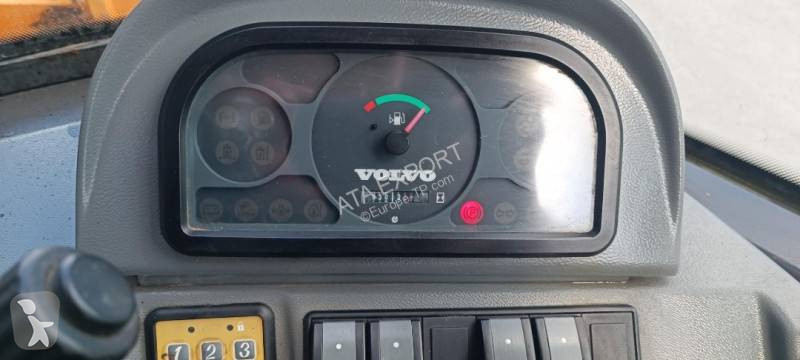 VOLVO
ATA EXPORT
©Europe-TP.com
1 2 3